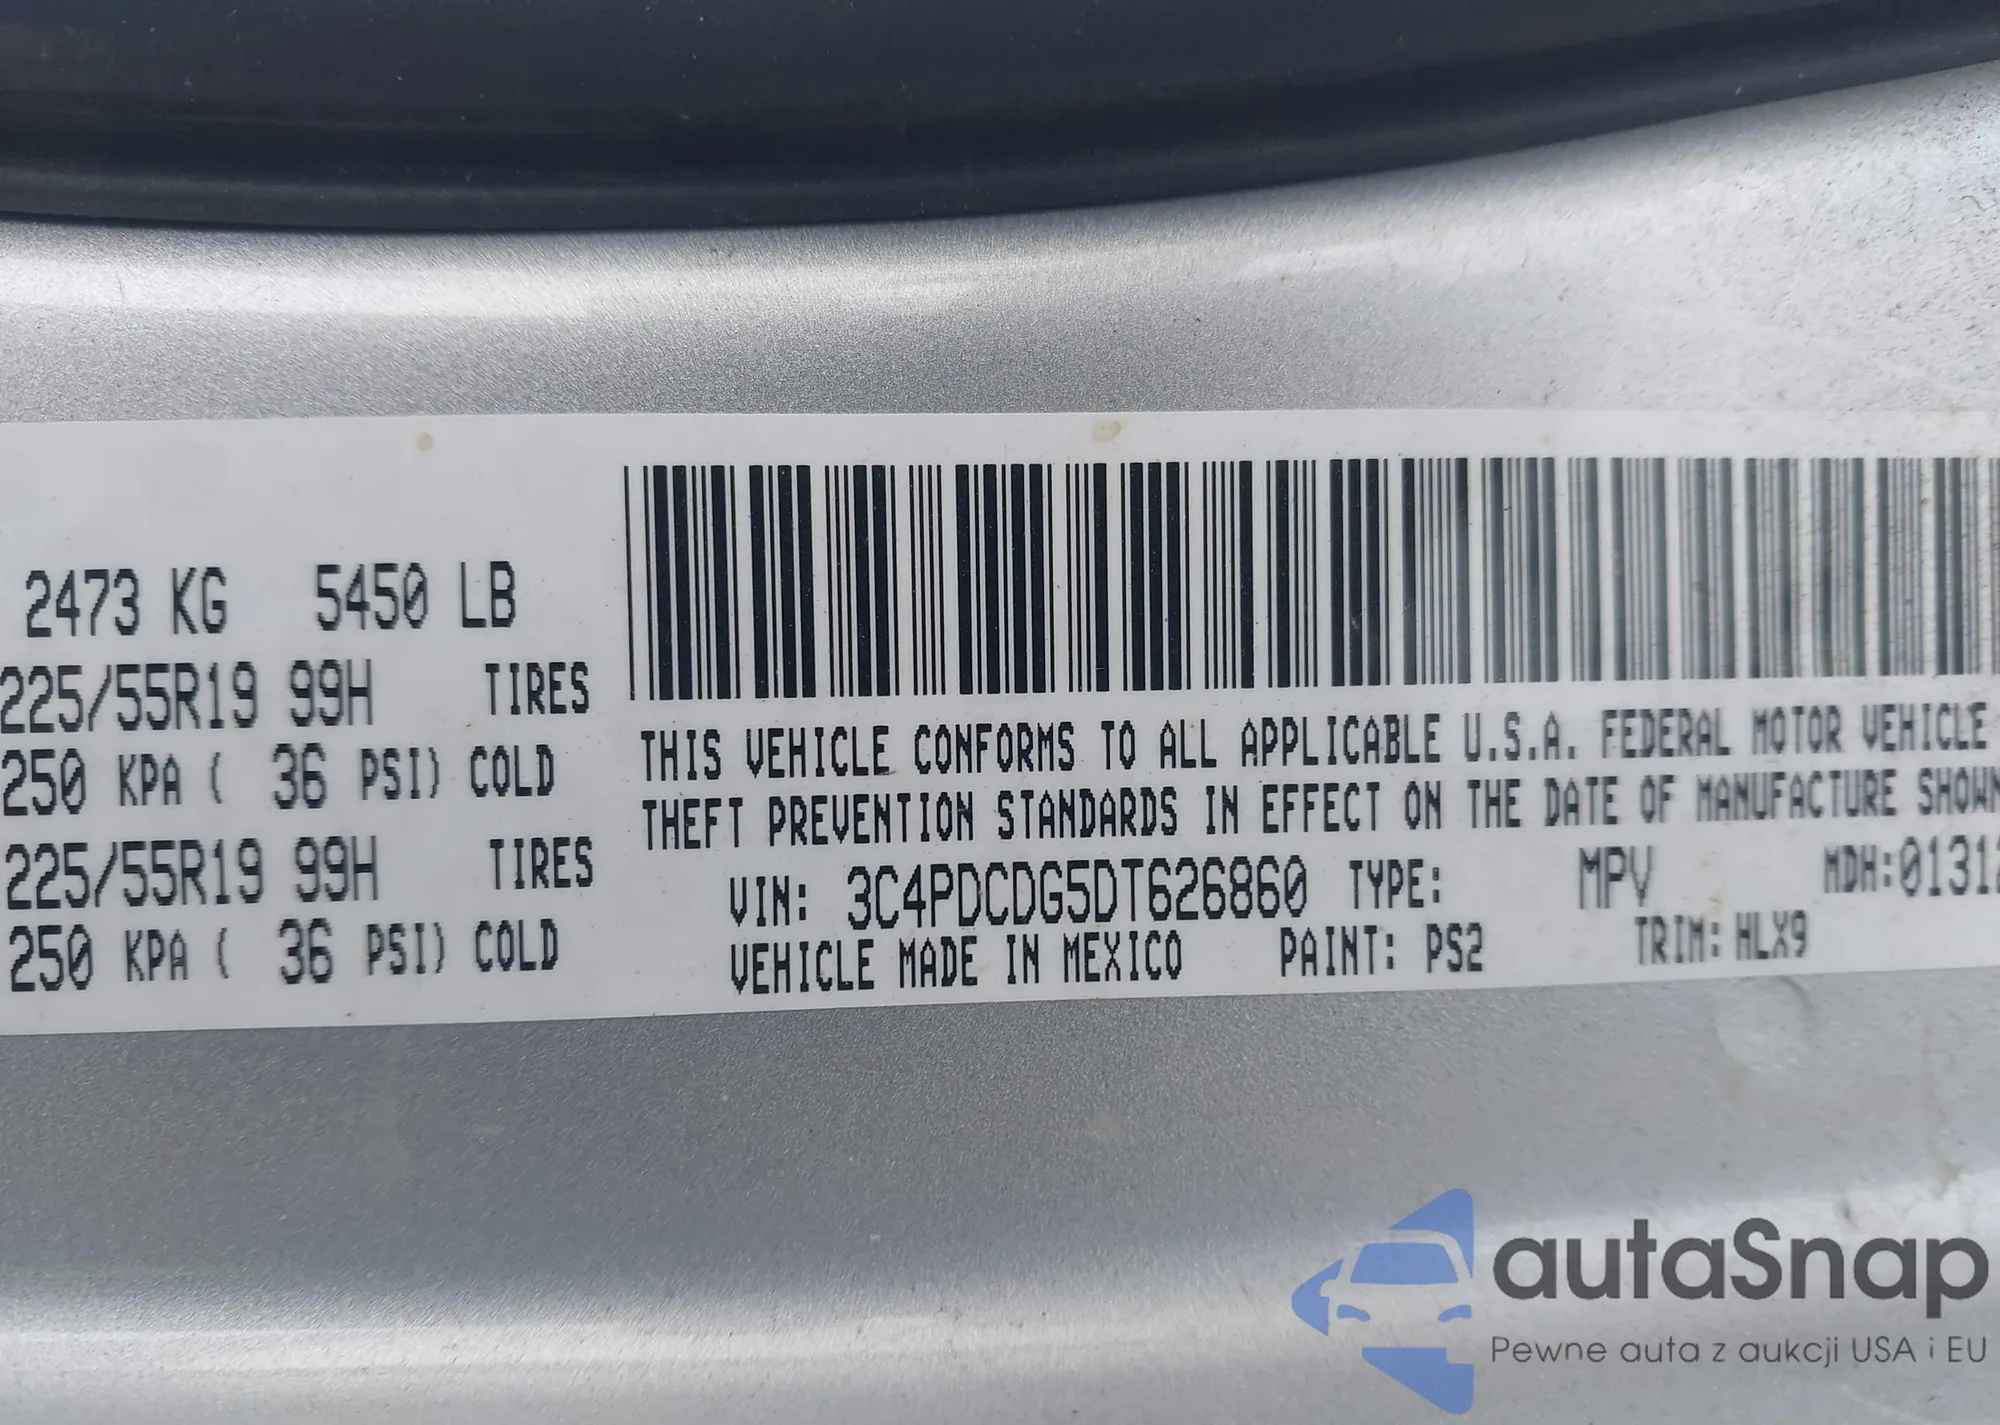 2473 KG 5450 LB
225/55R19 99H TIRES
250 KPA ( 36 PSI) COLD
225/55R19 99H TIRES
250 KPA ( 36 PSI) COLD
THIS VEHICLE CONFORMS TO ALL APPLICABLE U.S.A. FEDERAL MOTOR VEHICLE
THEFT PREVENTION STANDARDS IN EFFECT ON THE DATE OF MANUFACTURE SHOWN
VIN: 3C4PDCDG5DT626860 TYPE: MPV MDH:01312
VEHICLE MADE IN MEXICO PAINT: PS2 TRIM: HLX9
autaSnap
Pewne auta z aukcji USA i EU